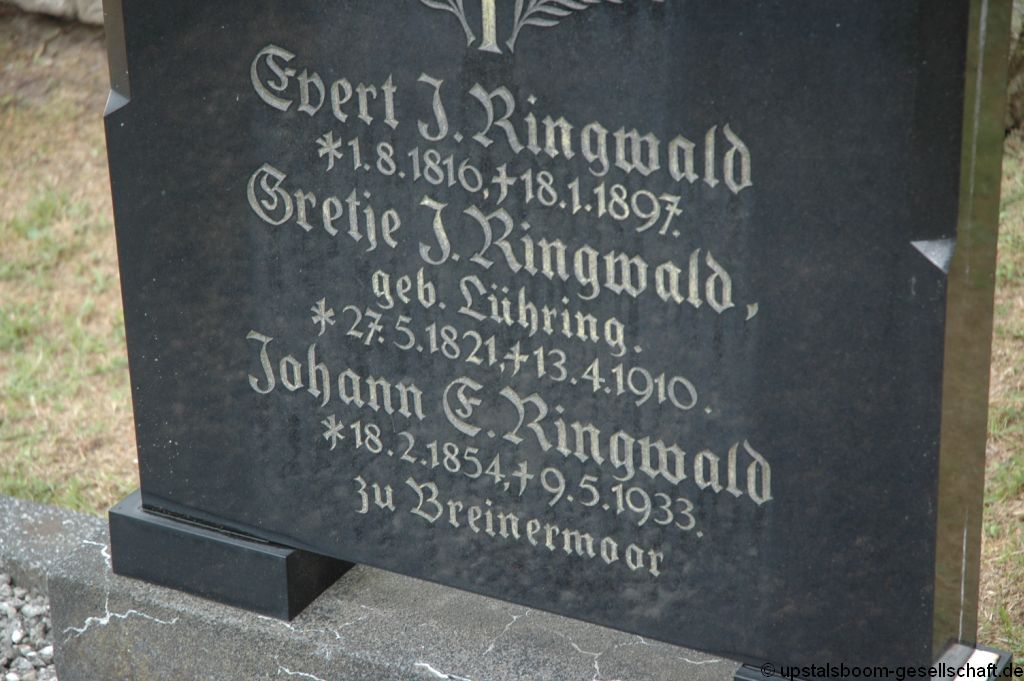 Evert J. Ringwald
*1.8.1816, †18.1.1897.
Gretje J. Ringwald,
geb. Lühring.
*27.5.1821, †13.4.1910.
Johann E. Ringwald
*18.2.1854, †9.5.1933.
zu Breinermoor
© upstalsboom-gesellschaft.de